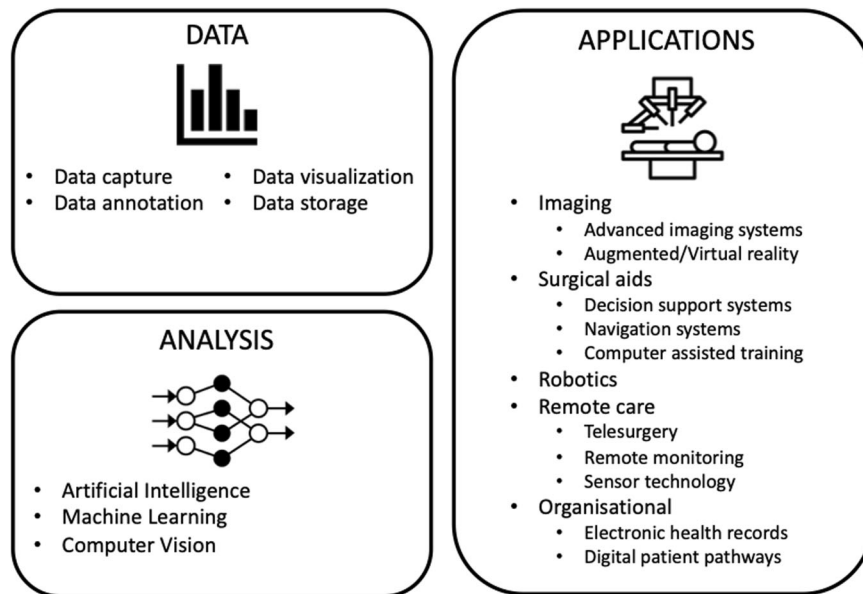 DATA
• Data capture
• Data annotation
• Data visualization
• Data storage
ANALYSIS
• Artificial Intelligence
• Machine Learning
• Computer Vision
APPLICATIONS
• Imaging
• Advanced imaging systems
• Augmented/Virtual reality
• Surgical aids
• Decision support systems
• Navigation systems
• Computer assisted training
• Robotics
• Remote care
• Telesurgery
• Remote monitoring
• Sensor technology
• Organisational
• Electronic health records
• Digital patient pathways